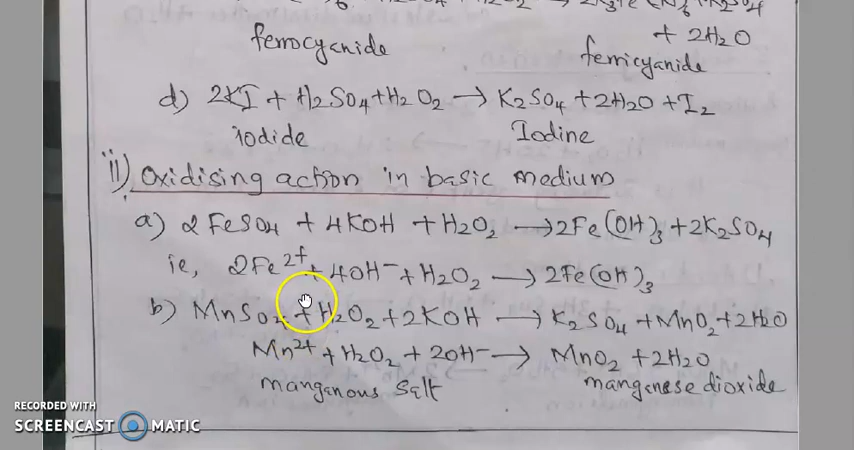 + 2H₂O
ferrocyanide
ferricyanide
d) 2KI + H₂SO₄ + H₂O₂ → K₂SO₄ + 2H₂O + I₂
iodide
Iodine
ii) Oxidising action in basic medium
a) 2FeSO₄ + 4KOH + H₂O₂ → 2Fe(OH)₃ + 2K₂SO₄
ie, 2Fe²⁺ + 4OH⁻ + H₂O₂ → 2Fe(OH)₃
b) MnSO₄ + H₂O₂ + 2KOH → K₂SO₄ + MnO₂ + 2H₂O
Mn²⁺ + H₂O₂ + 2OH⁻ → MnO₂ + 2H₂O
manganous salt
manganese dioxide
RECORDED WITH
SCREENCAST MATIC